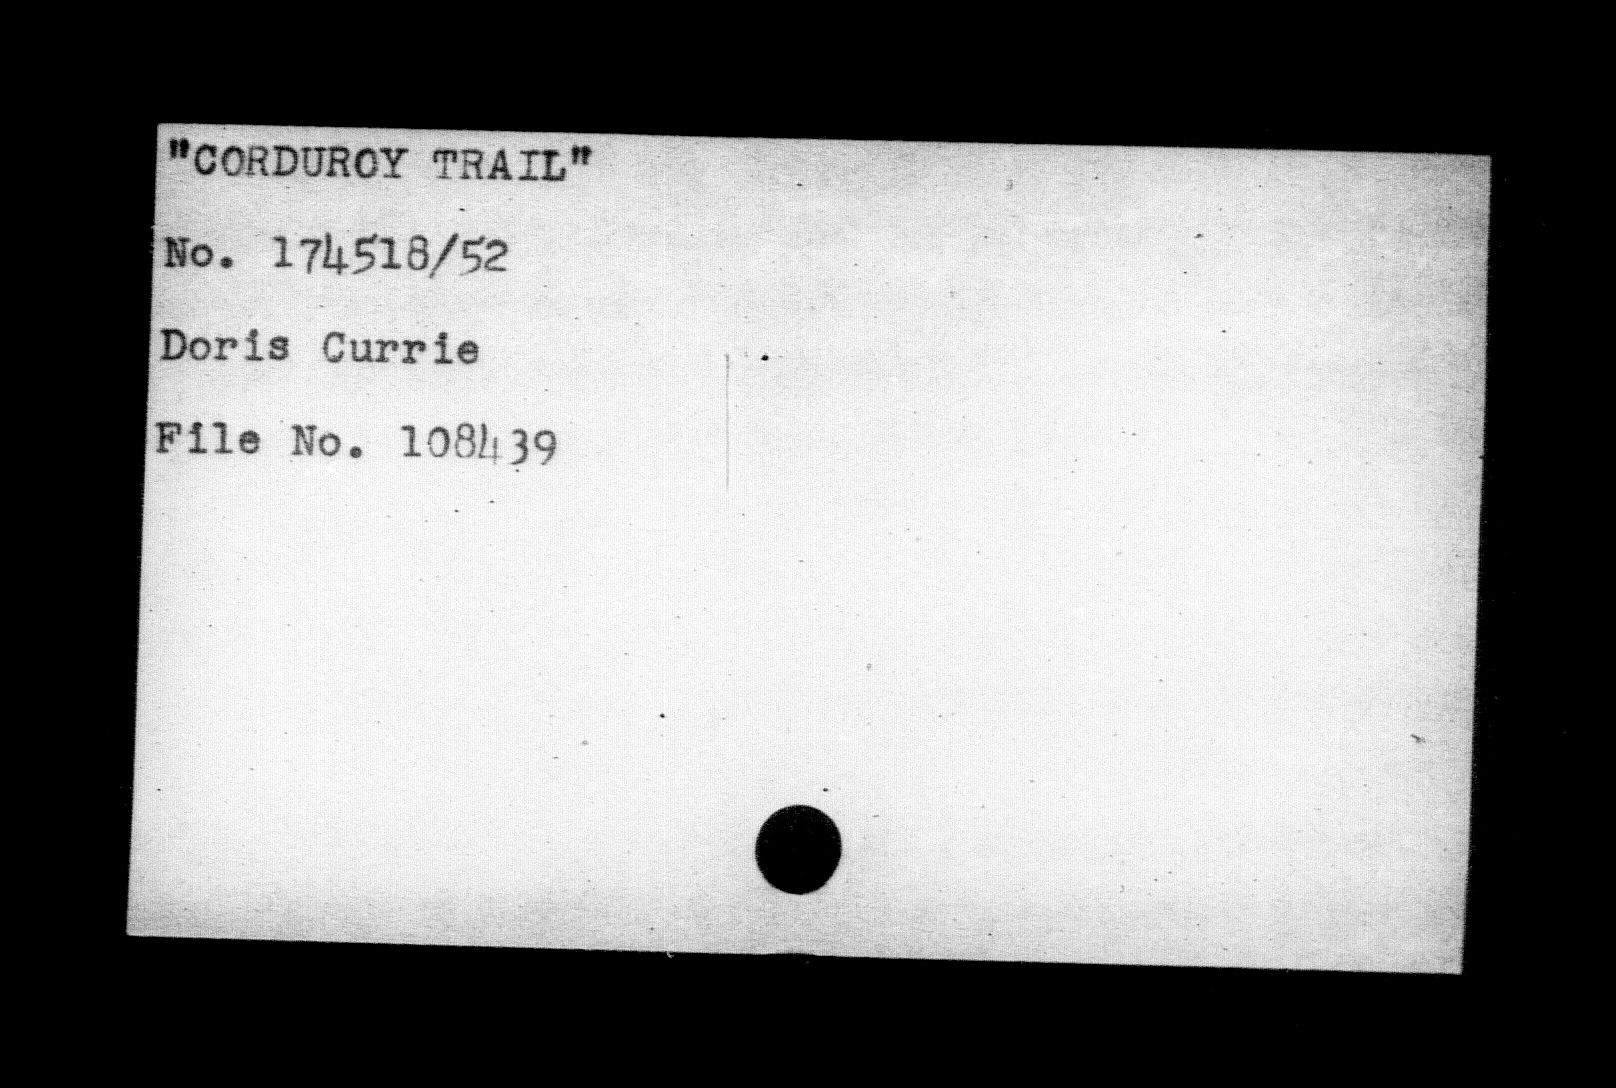 "CORDUROY TRAIL"
No. 174518/52
Doris Currie
File No. 108439